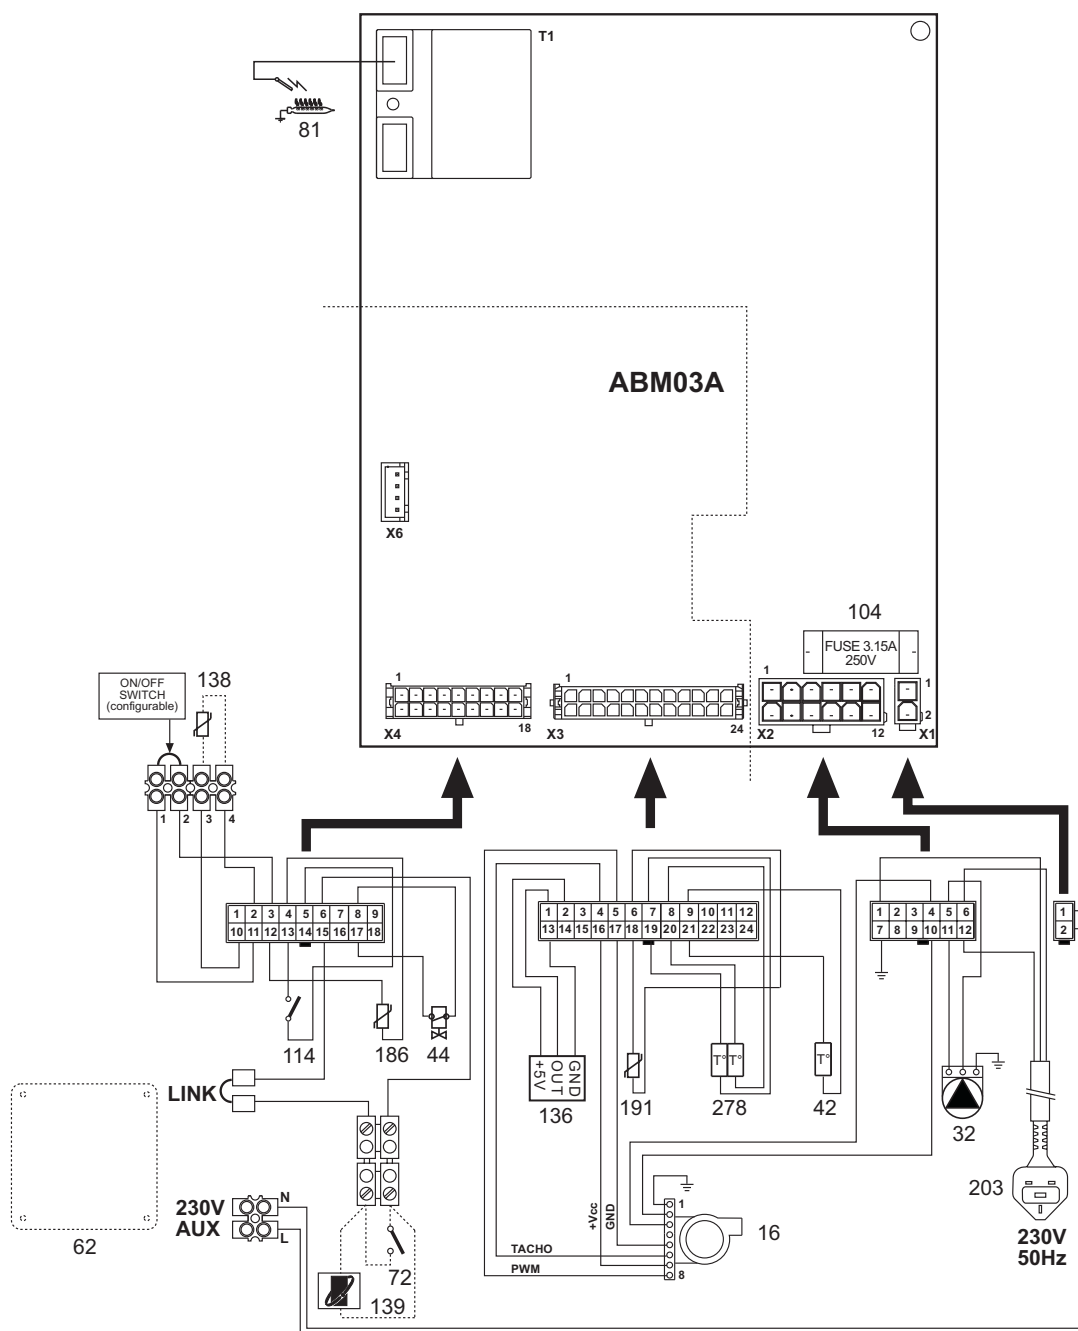 T1
81
ABM03A
X6
104
FUSE 3.15A
250V
ON/OFF
SWITCH
(configurable)
138
1
18
X4
1
24
X3
1
12
X2
1
2
X1
1 2 3 4
1 2 3 4 5 6 7 8 9
10 11 12 13 14 15 16 17 18
1 2 3 4 5 6 7 8 9 10 11 12
13 14 15 16 17 18 19 20 21 22 23 24
1 2 3 4 5 6
7 8 9 10 11 12
1
2
114
186
44
+5V
OUT
GND
136
191
T° T°
278
T°
42
32
203
230V
50Hz
LINK
62
230V
AUX
N
L
72
139
+Vcc
GND
TACHO
PWM
1
8
16